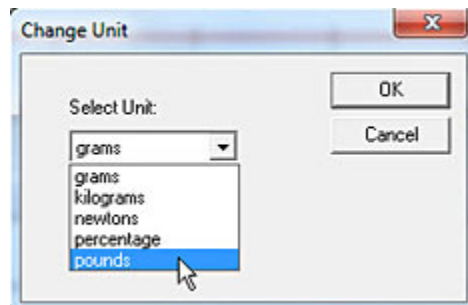 Change Unit
OK
Select Unit:
Cancel
grams
grams
kilograms
newtons
percentage
pounds